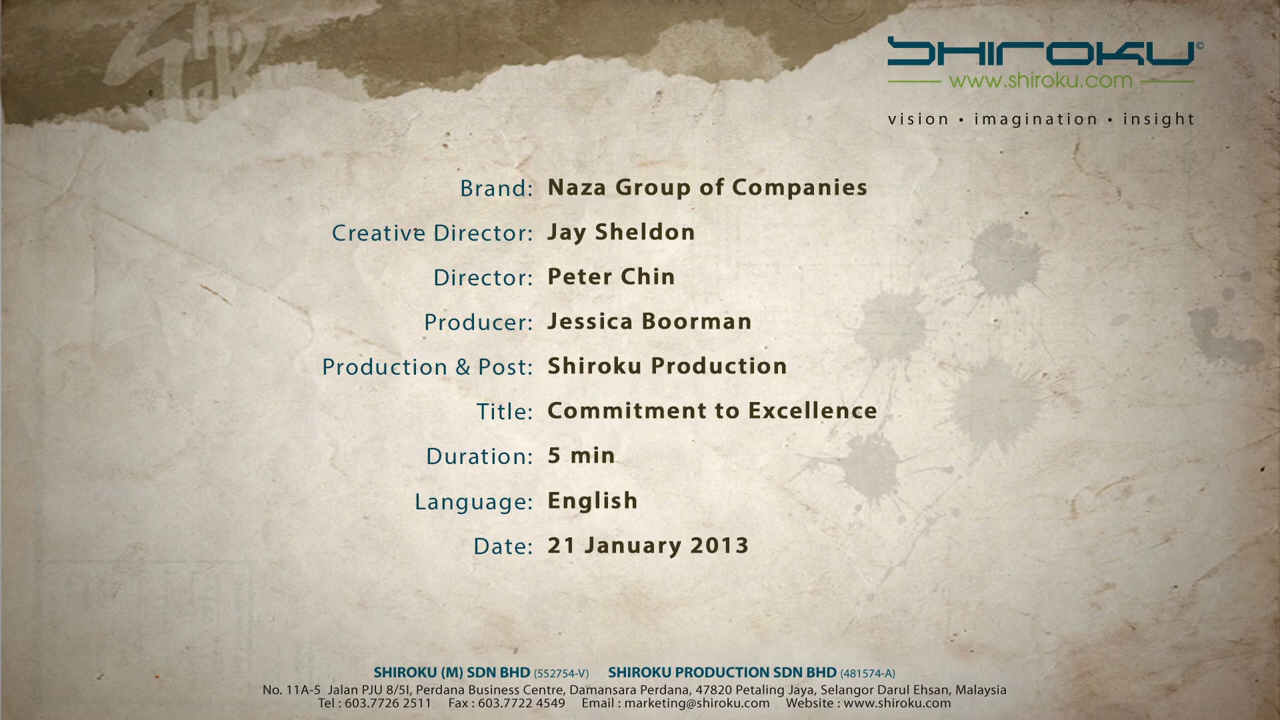 SHIROKU©
www.shiroku.com
vision • imagination • insight
Brand: Naza Group of Companies
Creative Director: Jay Sheldon
Director: Peter Chin
Producer: Jessica Boorman
Production & Post: Shiroku Production
Title: Commitment to Excellence
Duration: 5 min
Language: English
Date: 21 January 2013
SHIROKU (M) SDN BHD (552754-V) SHIROKU PRODUCTION SDN BHD (481574-A)
No. 11A-5 Jalan PJU 8/5I, Perdana Business Centre, Damansara Perdana, 47820 Petaling Jaya, Selangor Darul Ehsan, Malaysia
Tel : 603.7726 2511 Fax : 603.7722 4549 Email : marketing@shiroku.com Website : www.shiroku.com